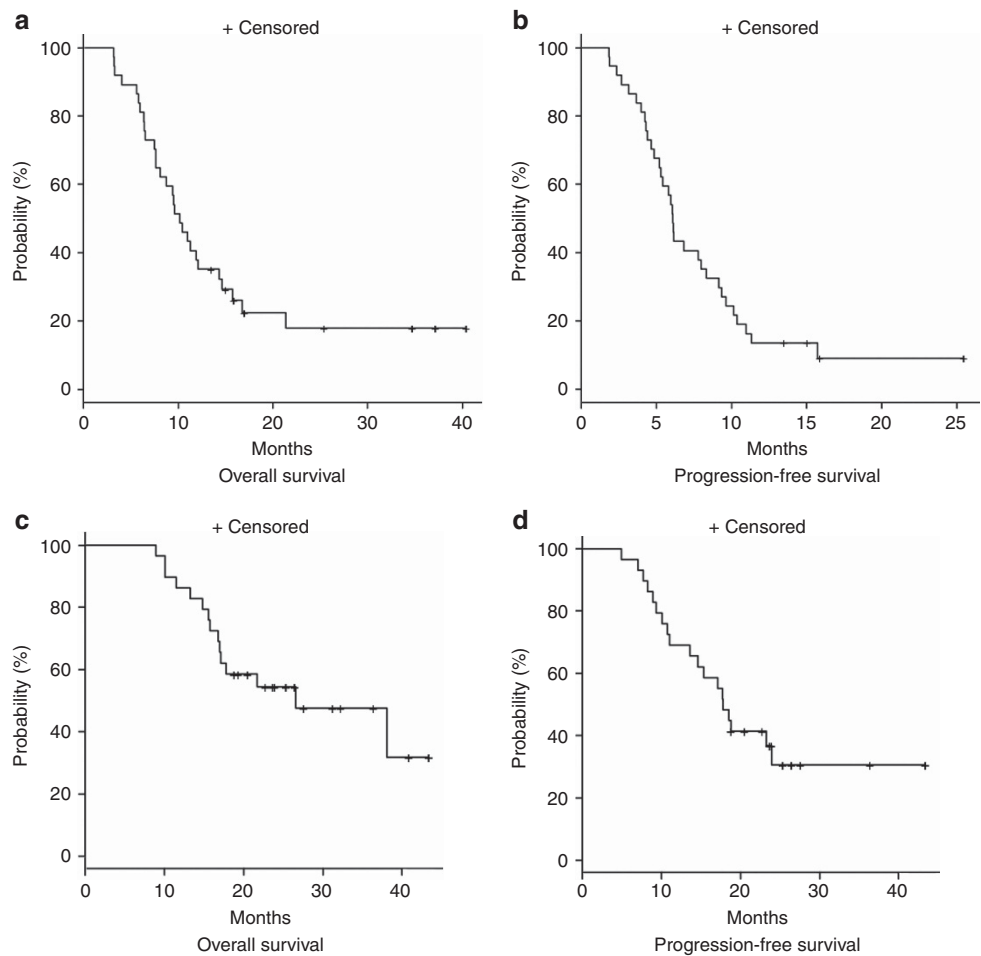 a
+ Censored
100
80
60
40
20
0
Probability (%)
0 10 20 30 40
Months
Overall survival
b
+ Censored
100
80
60
40
20
0
Probability (%)
0 5 10 15 20 25
Months
Progression-free survival
c
+ Censored
100
80
60
40
20
0
Probability (%)
0 10 20 30 40
Months
Overall survival
d
+ Censored
100
80
60
40
20
0
Probability (%)
0 10 20 30 40
Months
Progression-free survival